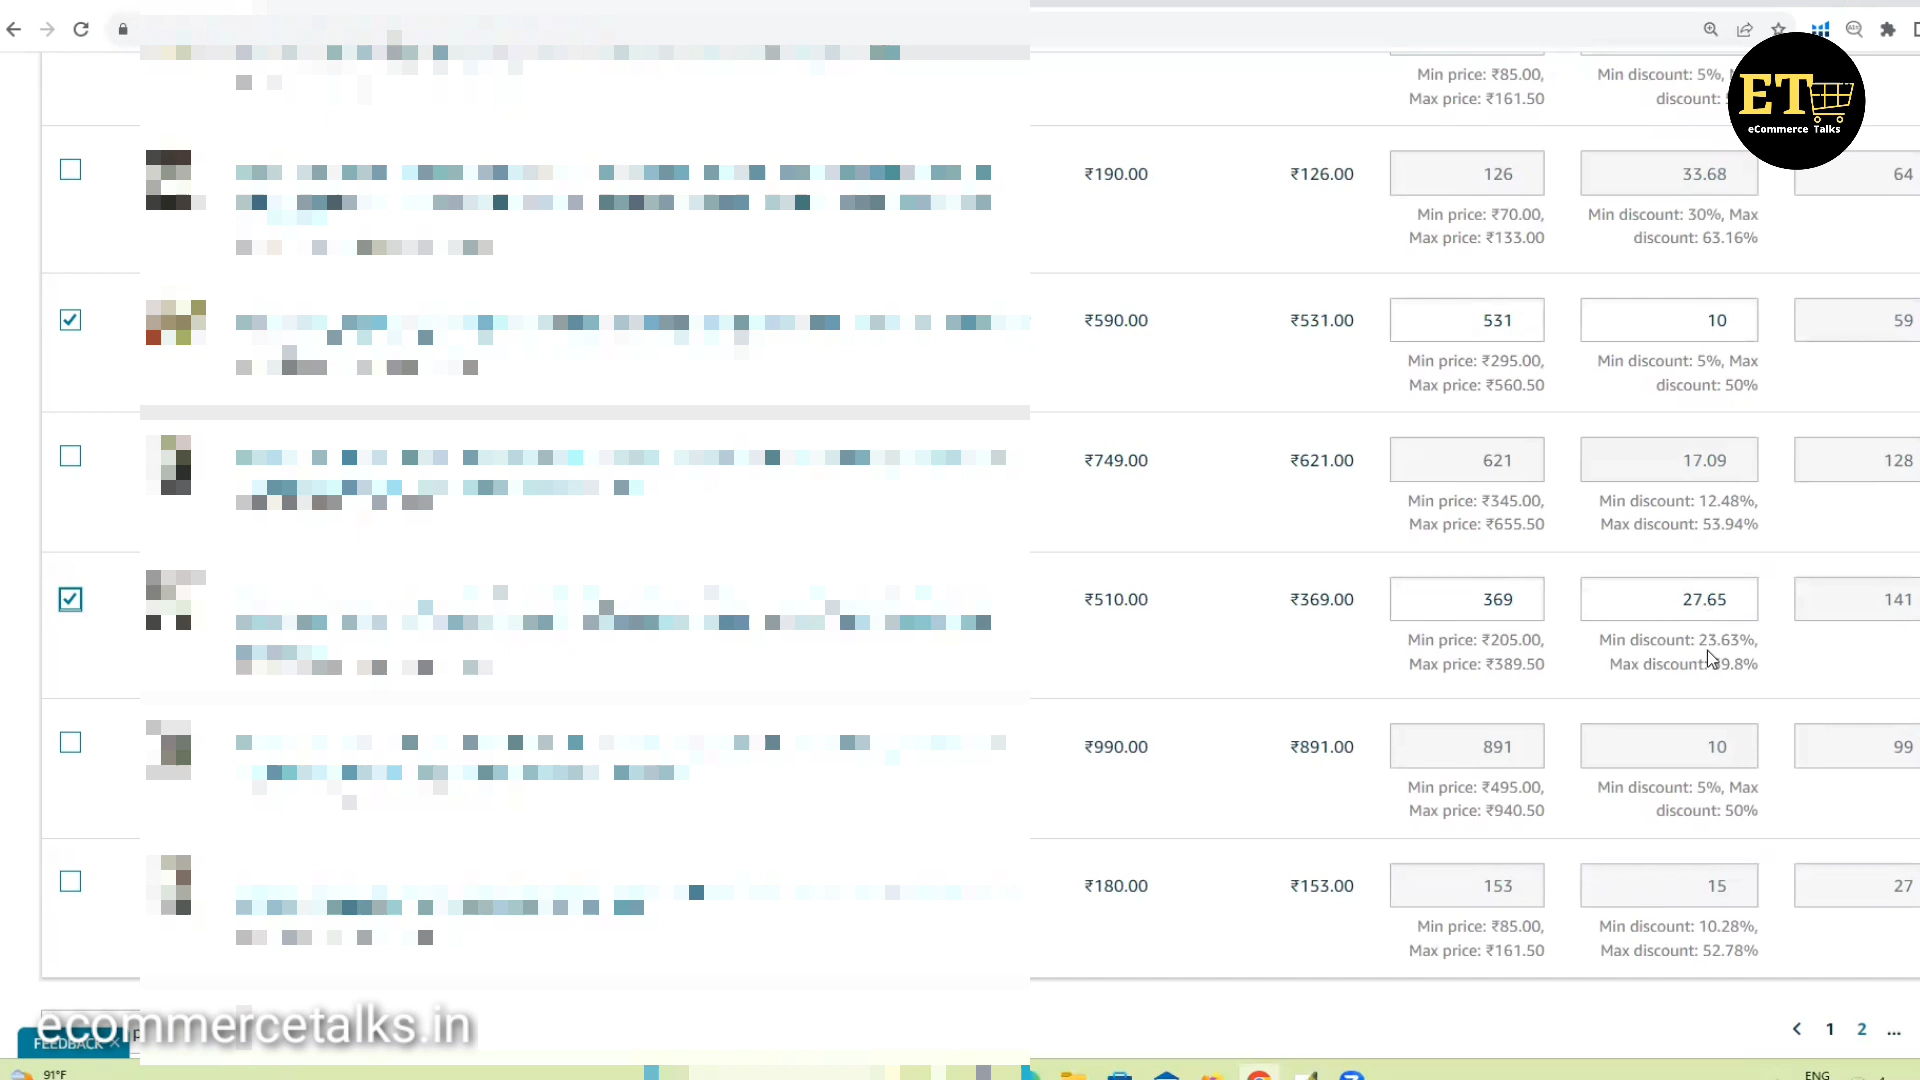 Min price: ₹85.00,
Max price: ₹161.50
Min discount: 5%,
discount:
ET
eCommerce Talks
₹190.00 ₹126.00 126 33.68 64
Min price: ₹70.00,
Max price: ₹133.00
Min discount: 30%, Max
discount: 63.16%
₹590.00 ₹531.00 531 10 59
Min price: ₹295.00,
Max price: ₹560.50
Min discount: 5%, Max
discount: 50%
₹749.00 ₹621.00 621 17.09 128
Min price: ₹345.00,
Max price: ₹655.50
Min discount: 12.48%,
Max discount: 53.94%
₹510.00 ₹369.00 369 27.65 141
Min price: ₹205.00,
Max price: ₹389.50
Min discount: 23.63%,
Max discount: 9.8%
₹990.00 ₹891.00 891 10 99
Min price: ₹495.00,
Max price: ₹940.50
Min discount: 5%, Max
discount: 50%
₹180.00 ₹153.00 153 15 27
Min price: ₹85.00,
Max price: ₹161.50
Min discount: 10.28%,
Max discount: 52.78%
ecommercetalks.in
FEEDBACK
1 2 ...
91°F
ENG